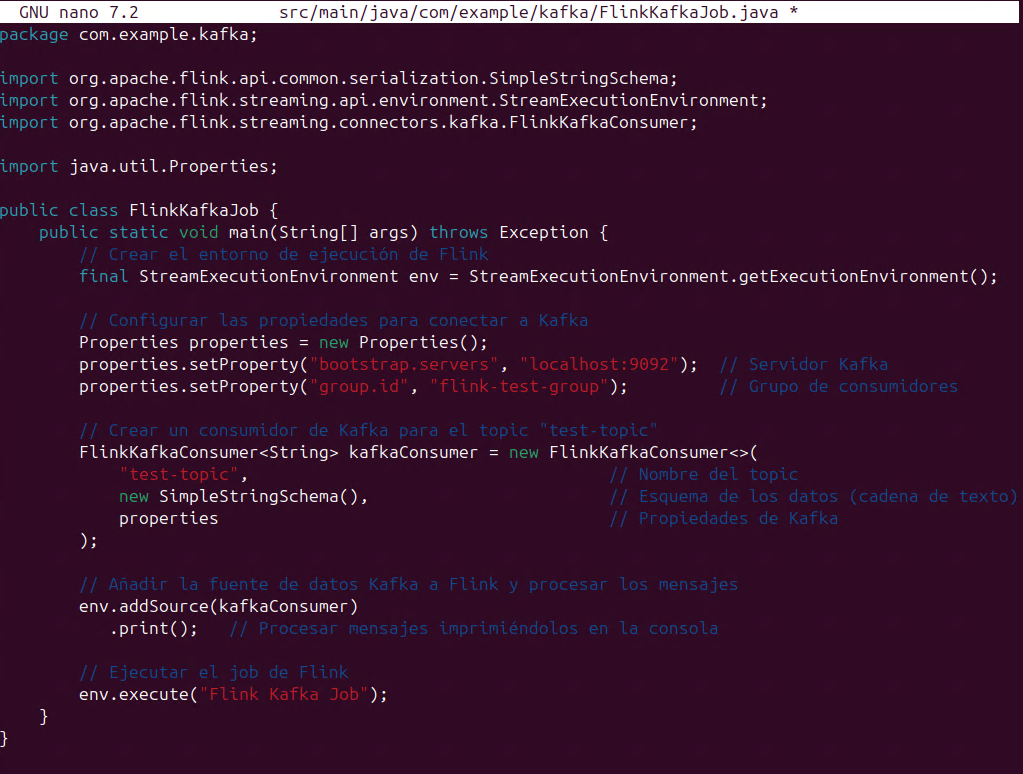 GNU nano 7.2 src/main/java/com/example/kafka/FlinkKafkaJob.java *
package com.example.kafka;

import org.apache.flink.api.common.serialization.SimpleStringSchema;
import org.apache.flink.streaming.api.environment.StreamExecutionEnvironment;
import org.apache.flink.streaming.connectors.kafka.FlinkKafkaConsumer;

import java.util.Properties;

public class FlinkKafkaJob {
    public static void main(String[] args) throws Exception {
        // Crear el entorno de ejecución de Flink
        final StreamExecutionEnvironment env = StreamExecutionEnvironment.getExecutionEnvironment();

        // Configurar las propiedades para conectar a Kafka
        Properties properties = new Properties();
        properties.setProperty("bootstrap.servers", "localhost:9092");  // Servidor Kafka
        properties.setProperty("group.id", "flink-test-group");         // Grupo de consumidores

        // Crear un consumidor de Kafka para el topic "test-topic"
        FlinkKafkaConsumer<String> kafkaConsumer = new FlinkKafkaConsumer<>(
            "test-topic",                                    // Nombre del topic
            new SimpleStringSchema(),                        // Esquema de los datos (cadena de texto)
            properties                                       // Propiedades de Kafka
        );

        // Añadir la fuente de datos Kafka a Flink y procesar los mensajes
        env.addSource(kafkaConsumer)
           .print();   // Procesar mensajes imprimiéndolos en la consola

        // Ejecutar el job de Flink
        env.execute("Flink Kafka Job");
    }
}